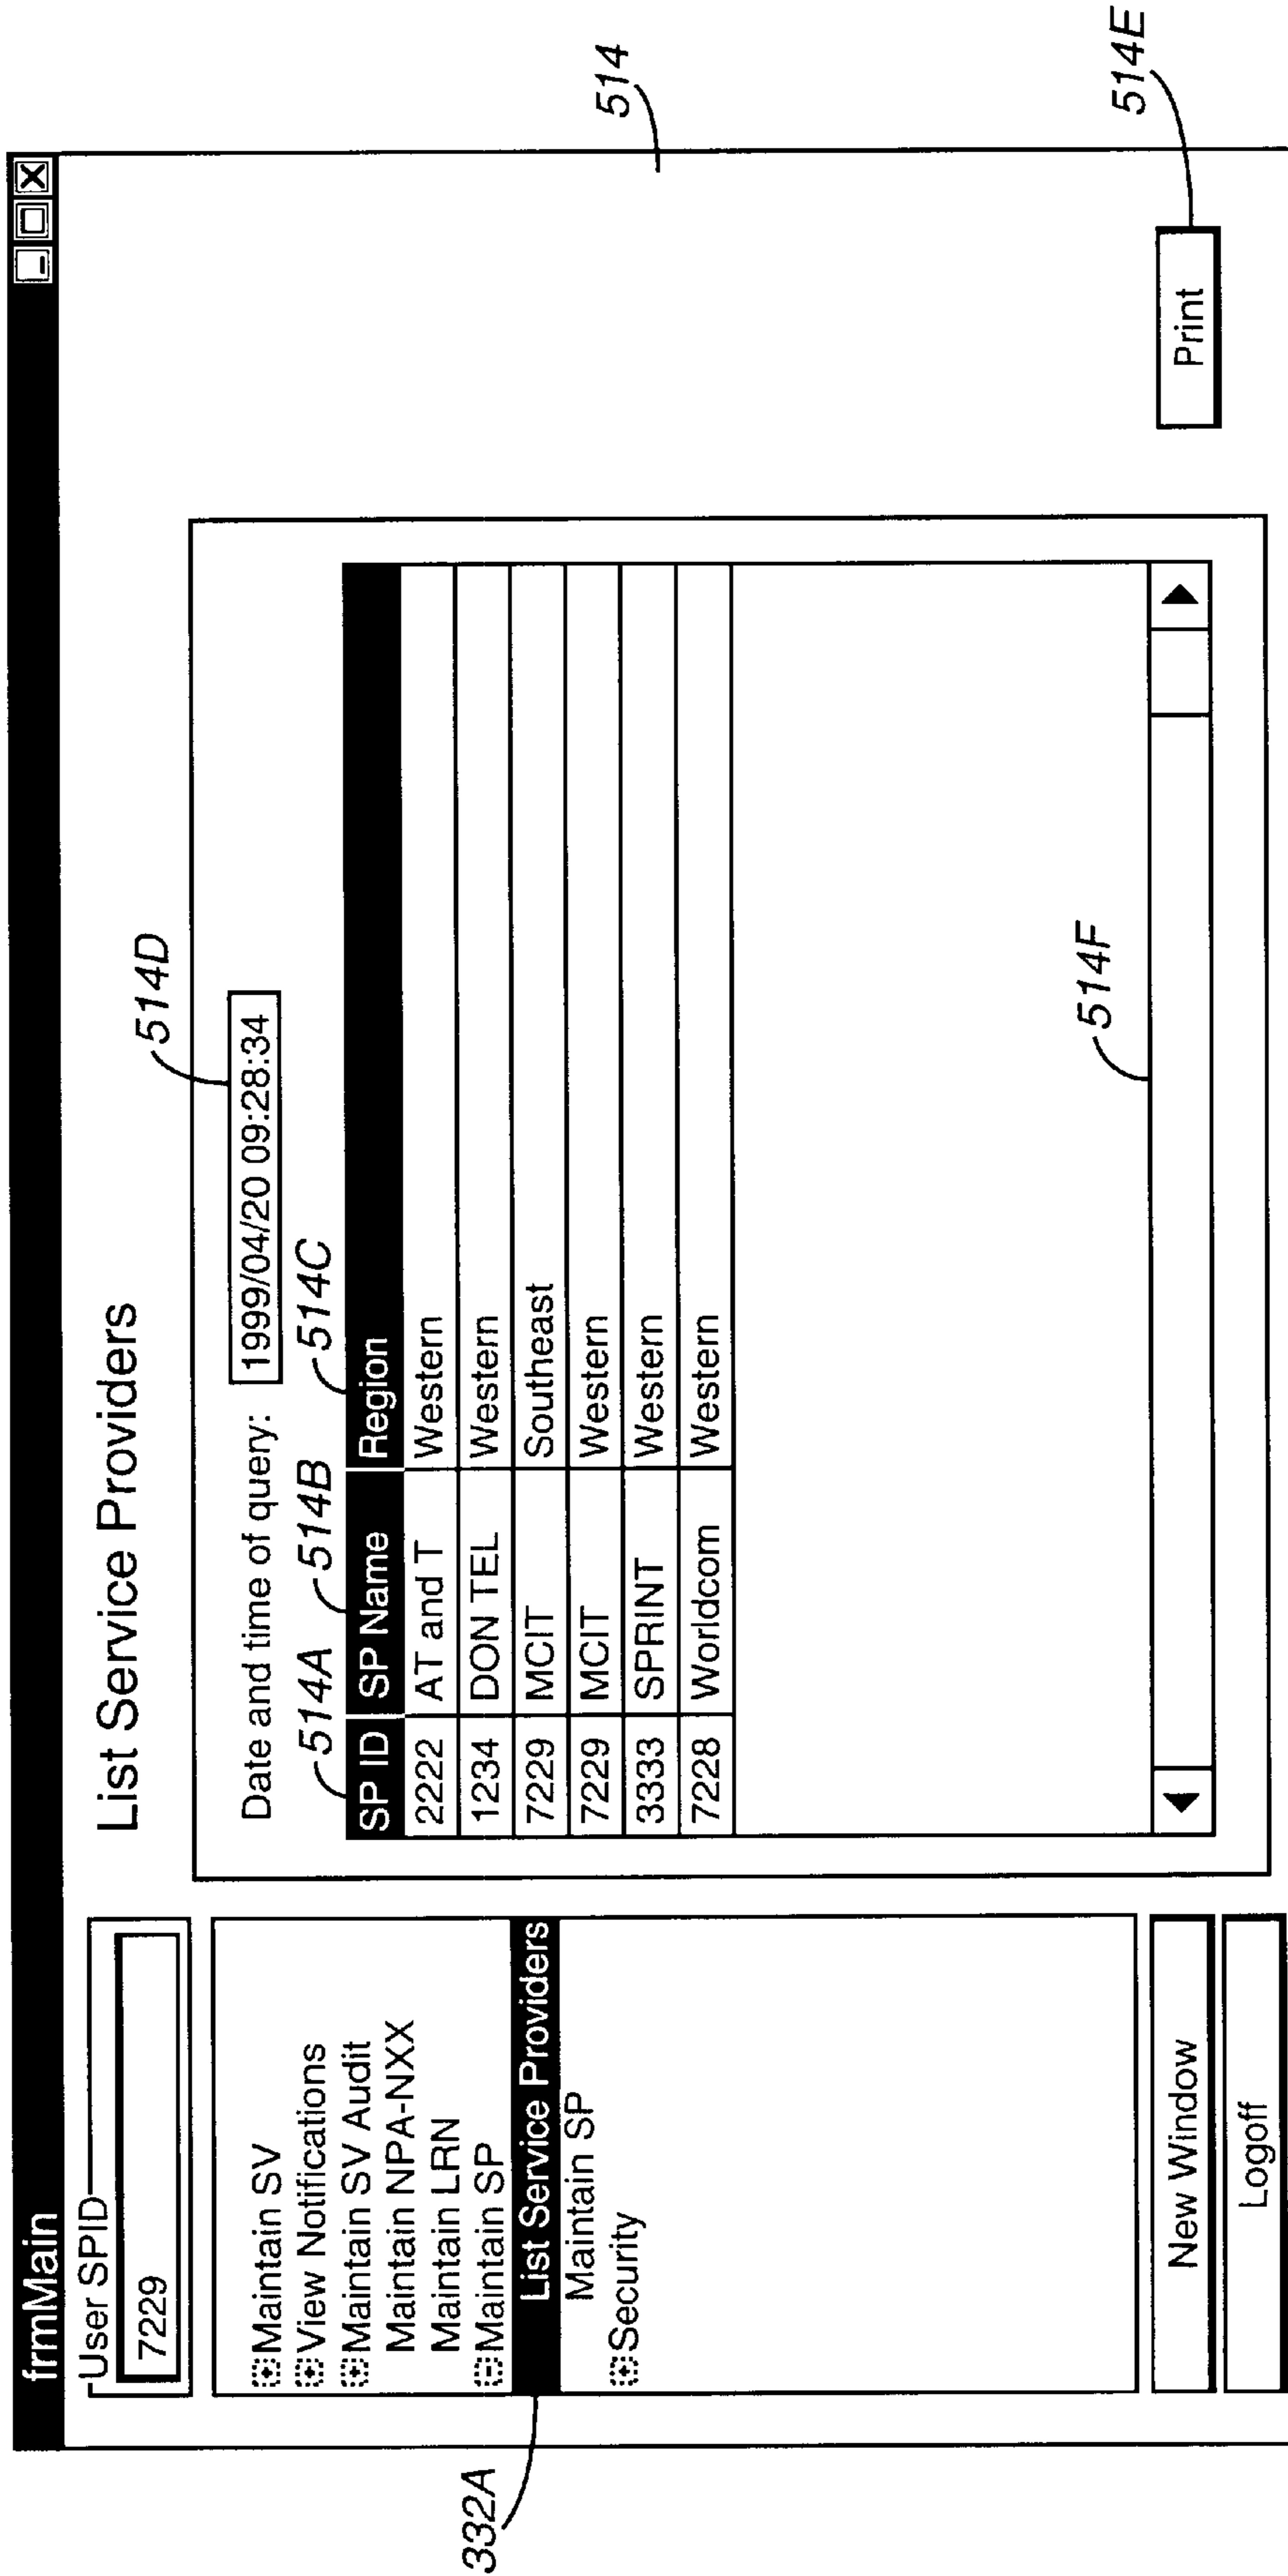 frmMain
User SPID
7229
Maintain SV
View Notifications
Maintain SV Audit
Maintain NPA-NXX
Maintain LRN
Maintain SP
List Service Providers
Maintain SP
Security
332A
New Window
Logoff
List Service Providers
514D
Date and time of query: 1999/04/20 09:28:34
514A 514B 514C
SP ID SP Name Region
2222 AT and T Western
1234 DON TEL Western
7229 MCIT Southeast
7229 MCIT Western
3333 SPRINT Western
7228 Worldcom Western
514F
514
514E
Print